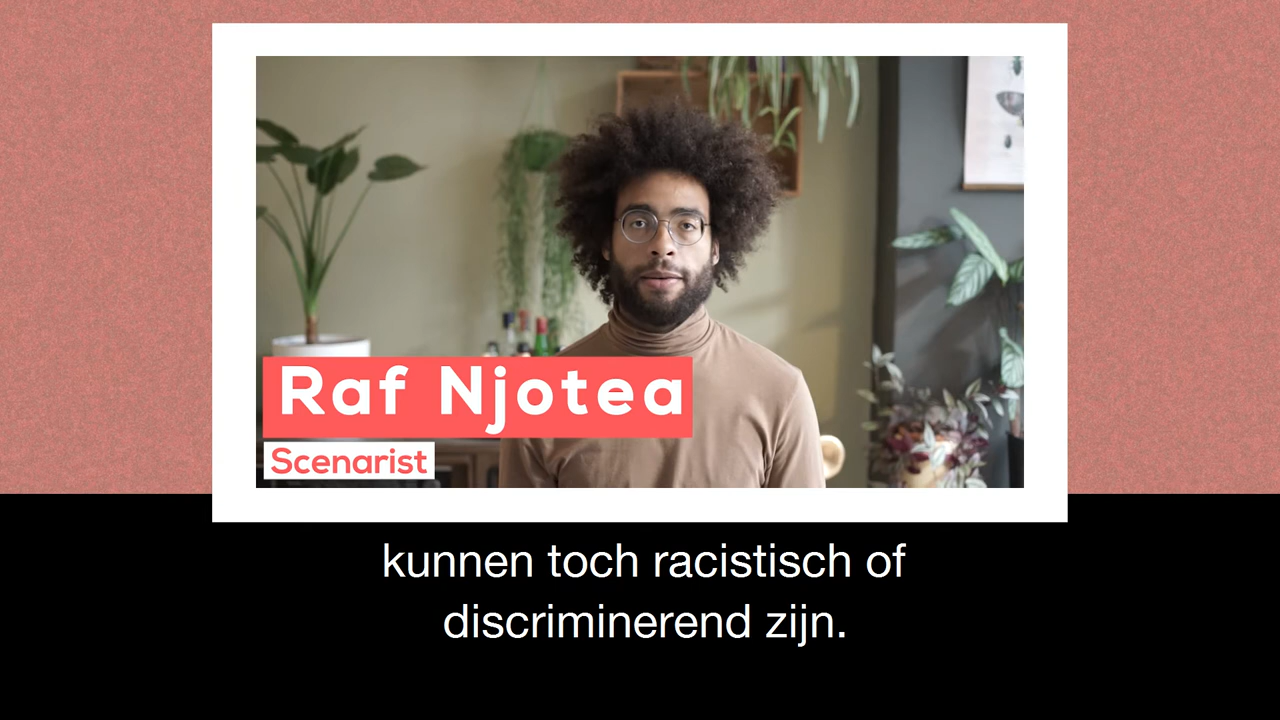 Raf Njotea
Scenarist
kunnen toch racistisch of
discriminerend zijn.